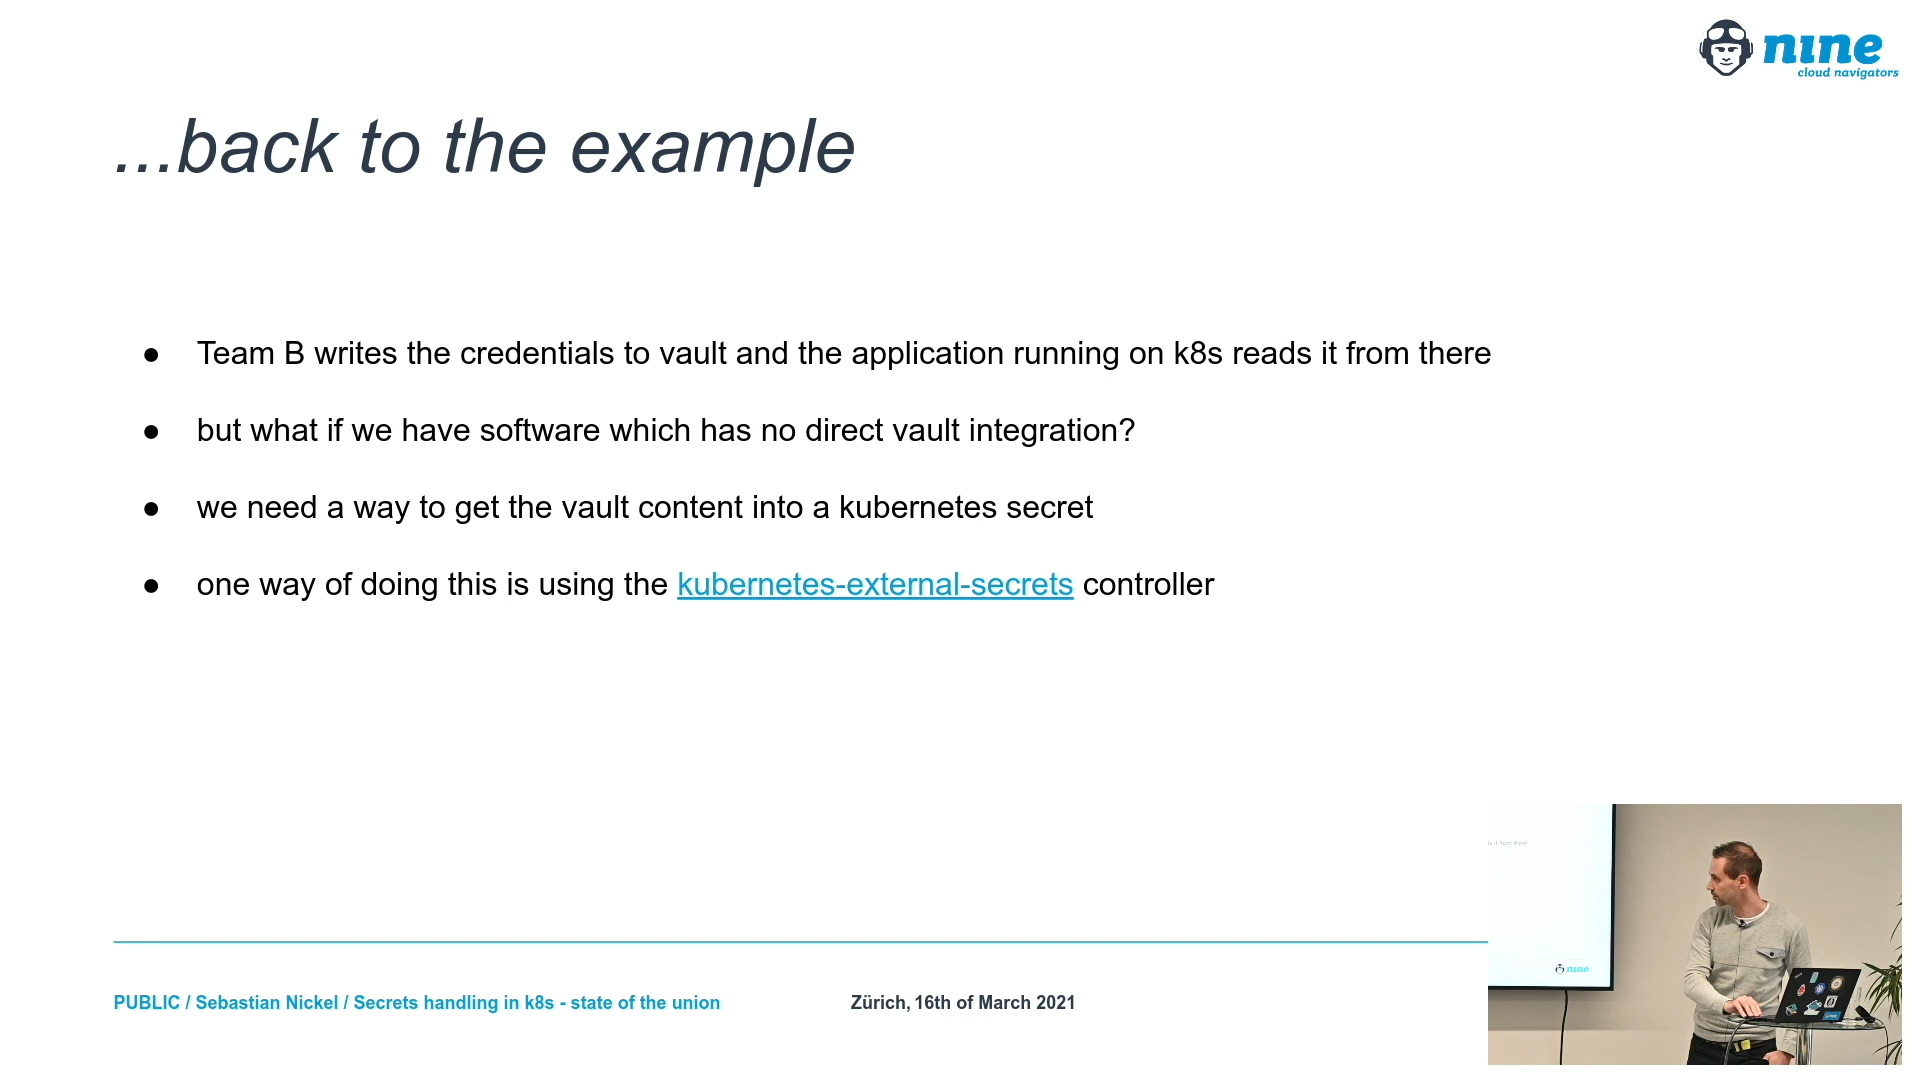 nine
cloud navigators
...back to the example
● Team B writes the credentials to vault and the application running on k8s reads it from there
● but what if we have software which has no direct vault integration?
● we need a way to get the vault content into a kubernetes secret
● one way of doing this is using the kubernetes-external-secrets controller
PUBLIC / Sebastian Nickel / Secrets handling in k8s - state of the union
Zürich, 16th of March 2021
nine